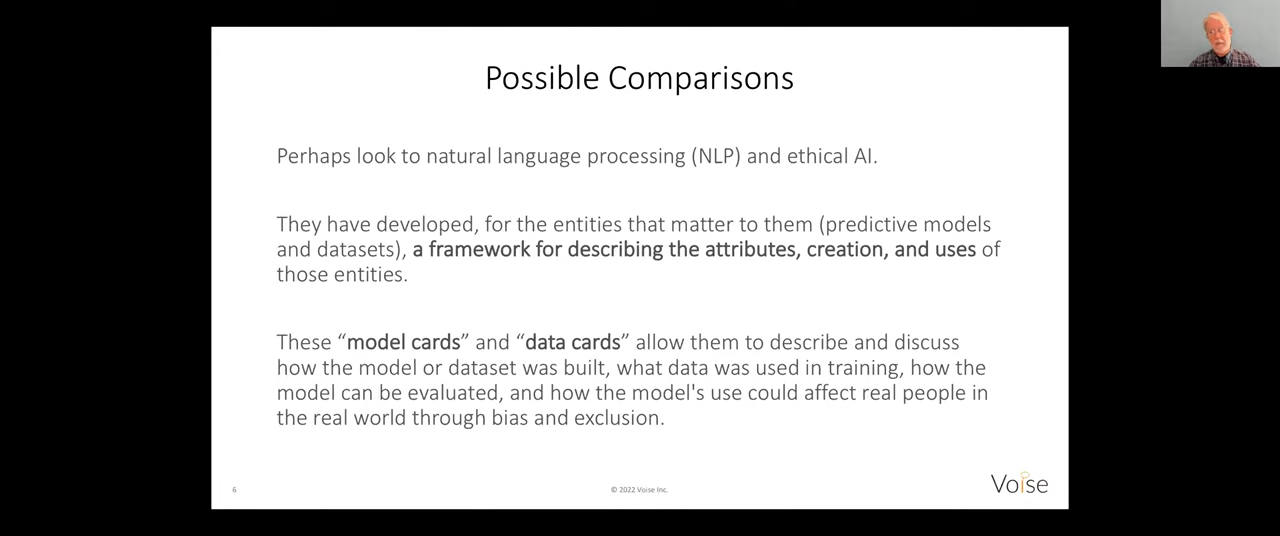 Possible Comparisons
Perhaps look to natural language processing (NLP) and ethical AI.
They have developed, for the entities that matter to them (predictive models
and datasets), a framework for describing the attributes, creation, and uses of
those entities.
These “model cards” and “data cards” allow them to describe and discuss
how the model or dataset was built, what data was used in training, how the
model can be evaluated, and how the model's use could affect real people in
the real world through bias and exclusion.
6
© 2022 Voise Inc.
Voise